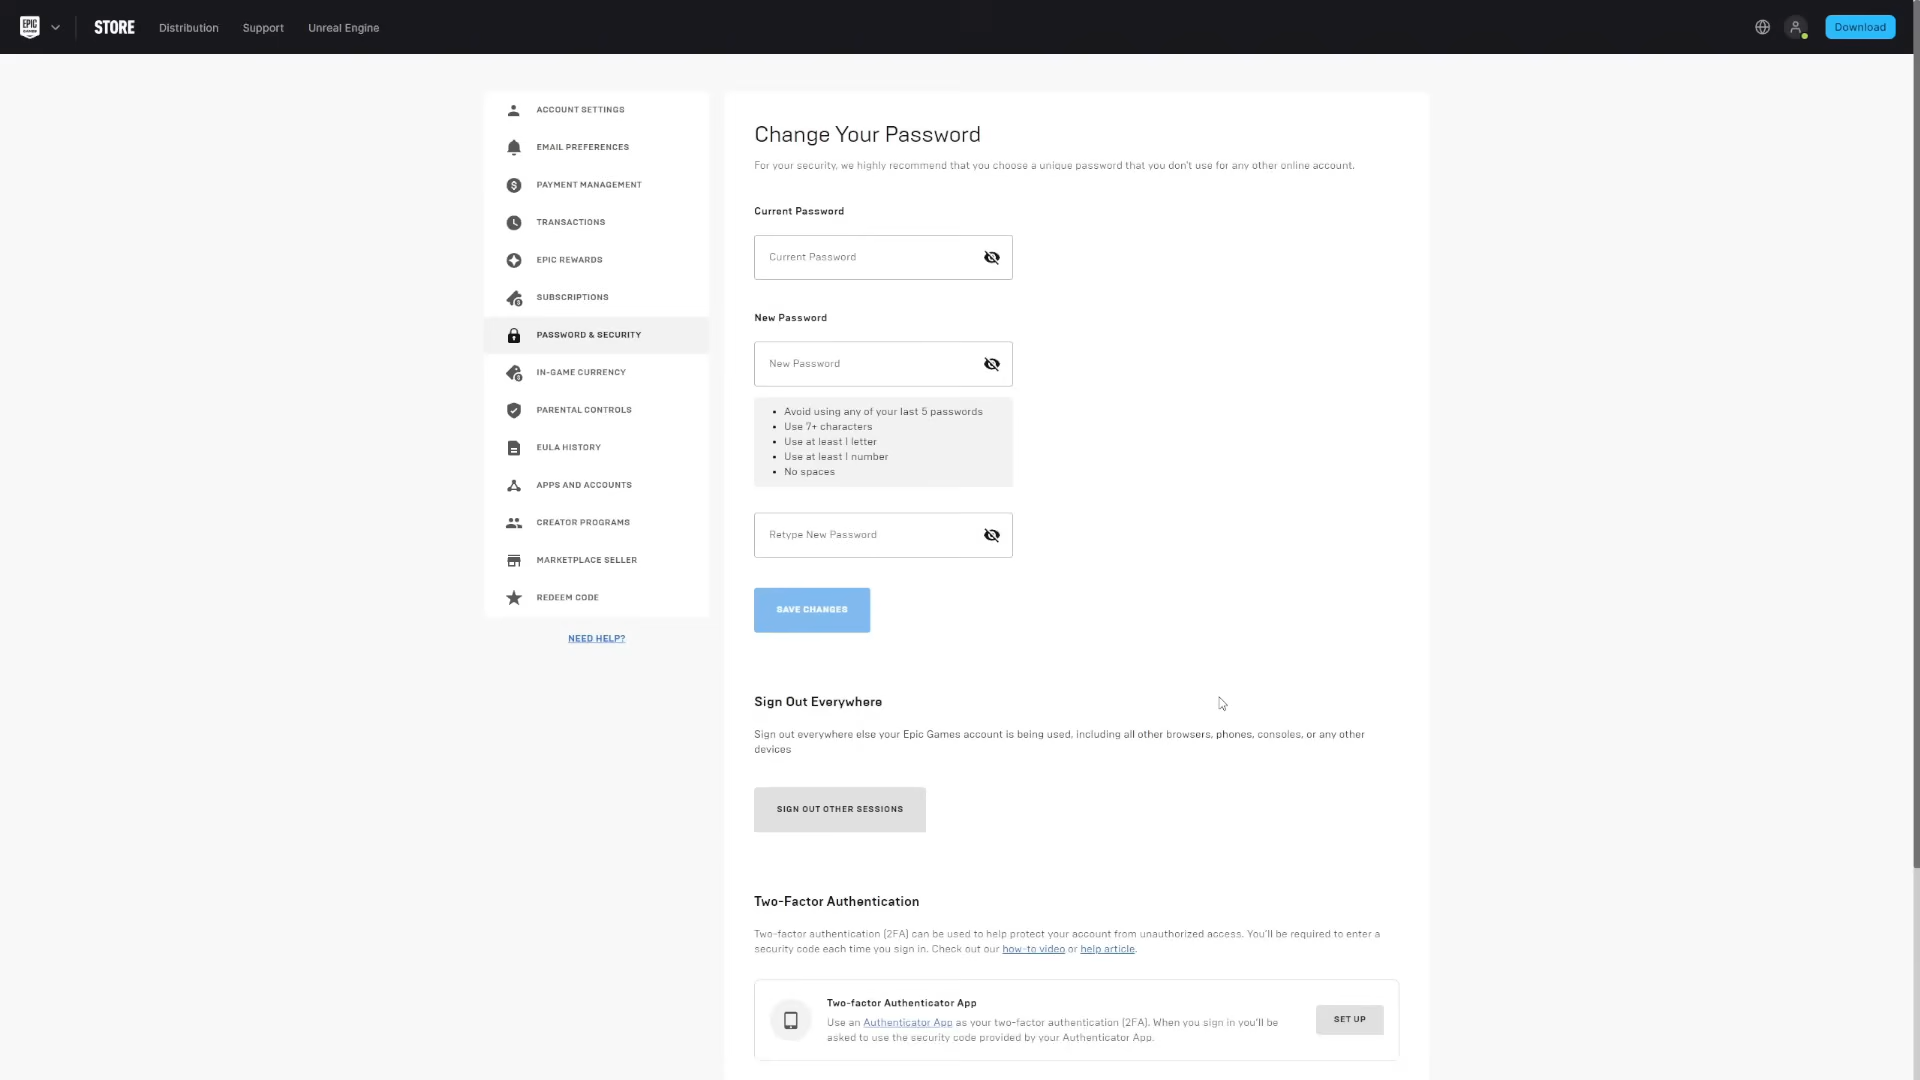 EPIC
GAMES
STORE
Distribution
Support
Unreal Engine
Download
ACCOUNT SETTINGS
EMAIL PREFERENCES
PAYMENT MANAGEMENT
TRANSACTIONS
EPIC REWARDS
SUBSCRIPTIONS
PASSWORD & SECURITY
IN-GAME CURRENCY
PARENTAL CONTROLS
EULA HISTORY
APPS AND ACCOUNTS
CREATOR PROGRAMS
MARKETPLACE SELLER
REDEEM CODE
NEED HELP?
Change Your Password
For your security, we highly recommend that you choose a unique password that you don't use for any other online account.
Current Password
Current Password
New Password
New Password
• Avoid using any of your last 5 passwords
• Use 7+ characters
• Use at least 1 letter
• Use at least 1 number
• No spaces
Retype New Password
SAVE CHANGES
Sign Out Everywhere
Sign out everywhere else your Epic Games account is being used, including all other browsers, phones, consoles, or any other
devices
SIGN OUT OTHER SESSIONS
Two-Factor Authentication
Two-factor authentication (2FA) can be used to help protect your account from unauthorized access. You'll be required to enter a
security code each time you sign in. Check out our how-to video or help article.
Two-factor Authenticator App
Use an Authenticator App as your two-factor authentication (2FA). When you sign in you'll be
asked to use the security code provided by your Authenticator App.
SET UP